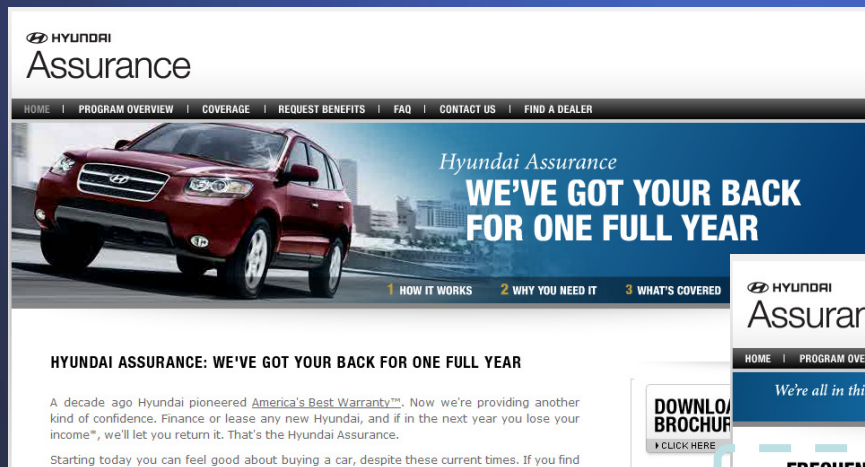 HYUNDAI
Assurance
HOME | PROGRAM OVERVIEW | COVERAGE | REQUEST BENEFITS | FAQ | CONTACT US | FIND A DEALER
Hyundai Assurance
WE'VE GOT YOUR BACK
FOR ONE FULL YEAR
1 HOW IT WORKS 2 WHY YOU NEED IT 3 WHAT'S COVERED
HYUNDAI ASSURANCE: WE'VE GOT YOUR BACK FOR ONE FULL YEAR
A decade ago Hyundai pioneered America's Best Warranty™. Now we're providing another
kind of confidence. Finance or lease any new Hyundai, and if in the next year you lose your
income*, we'll let you return it. That's the Hyundai Assurance.
Starting today you can feel good about buying a car, despite these current times. If you find
DOWNLO
BROCHUR
CLICK HERE
HYUNDAI
Assuran
HOME | PROGRAM OVE
We're all in thi
FREQUEN